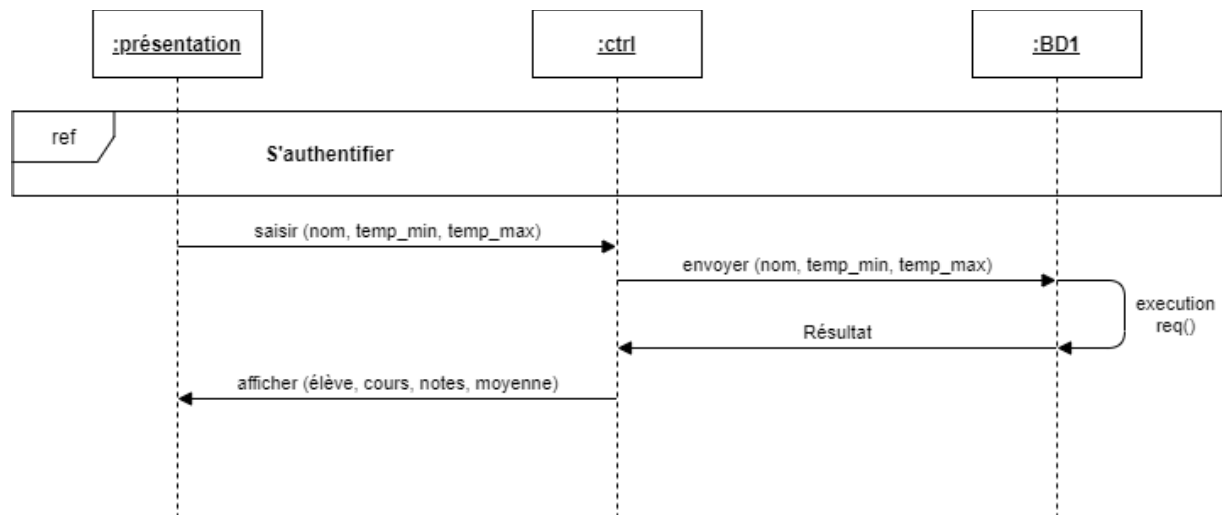 :présentation
:ctrl
:BD1
ref
S'authentifier
saisir (nom, temp_min, temp_max)
envoyer (nom, temp_min, temp_max)
execution
req()
Résultat
afficher (élève, cours, notes, moyenne)